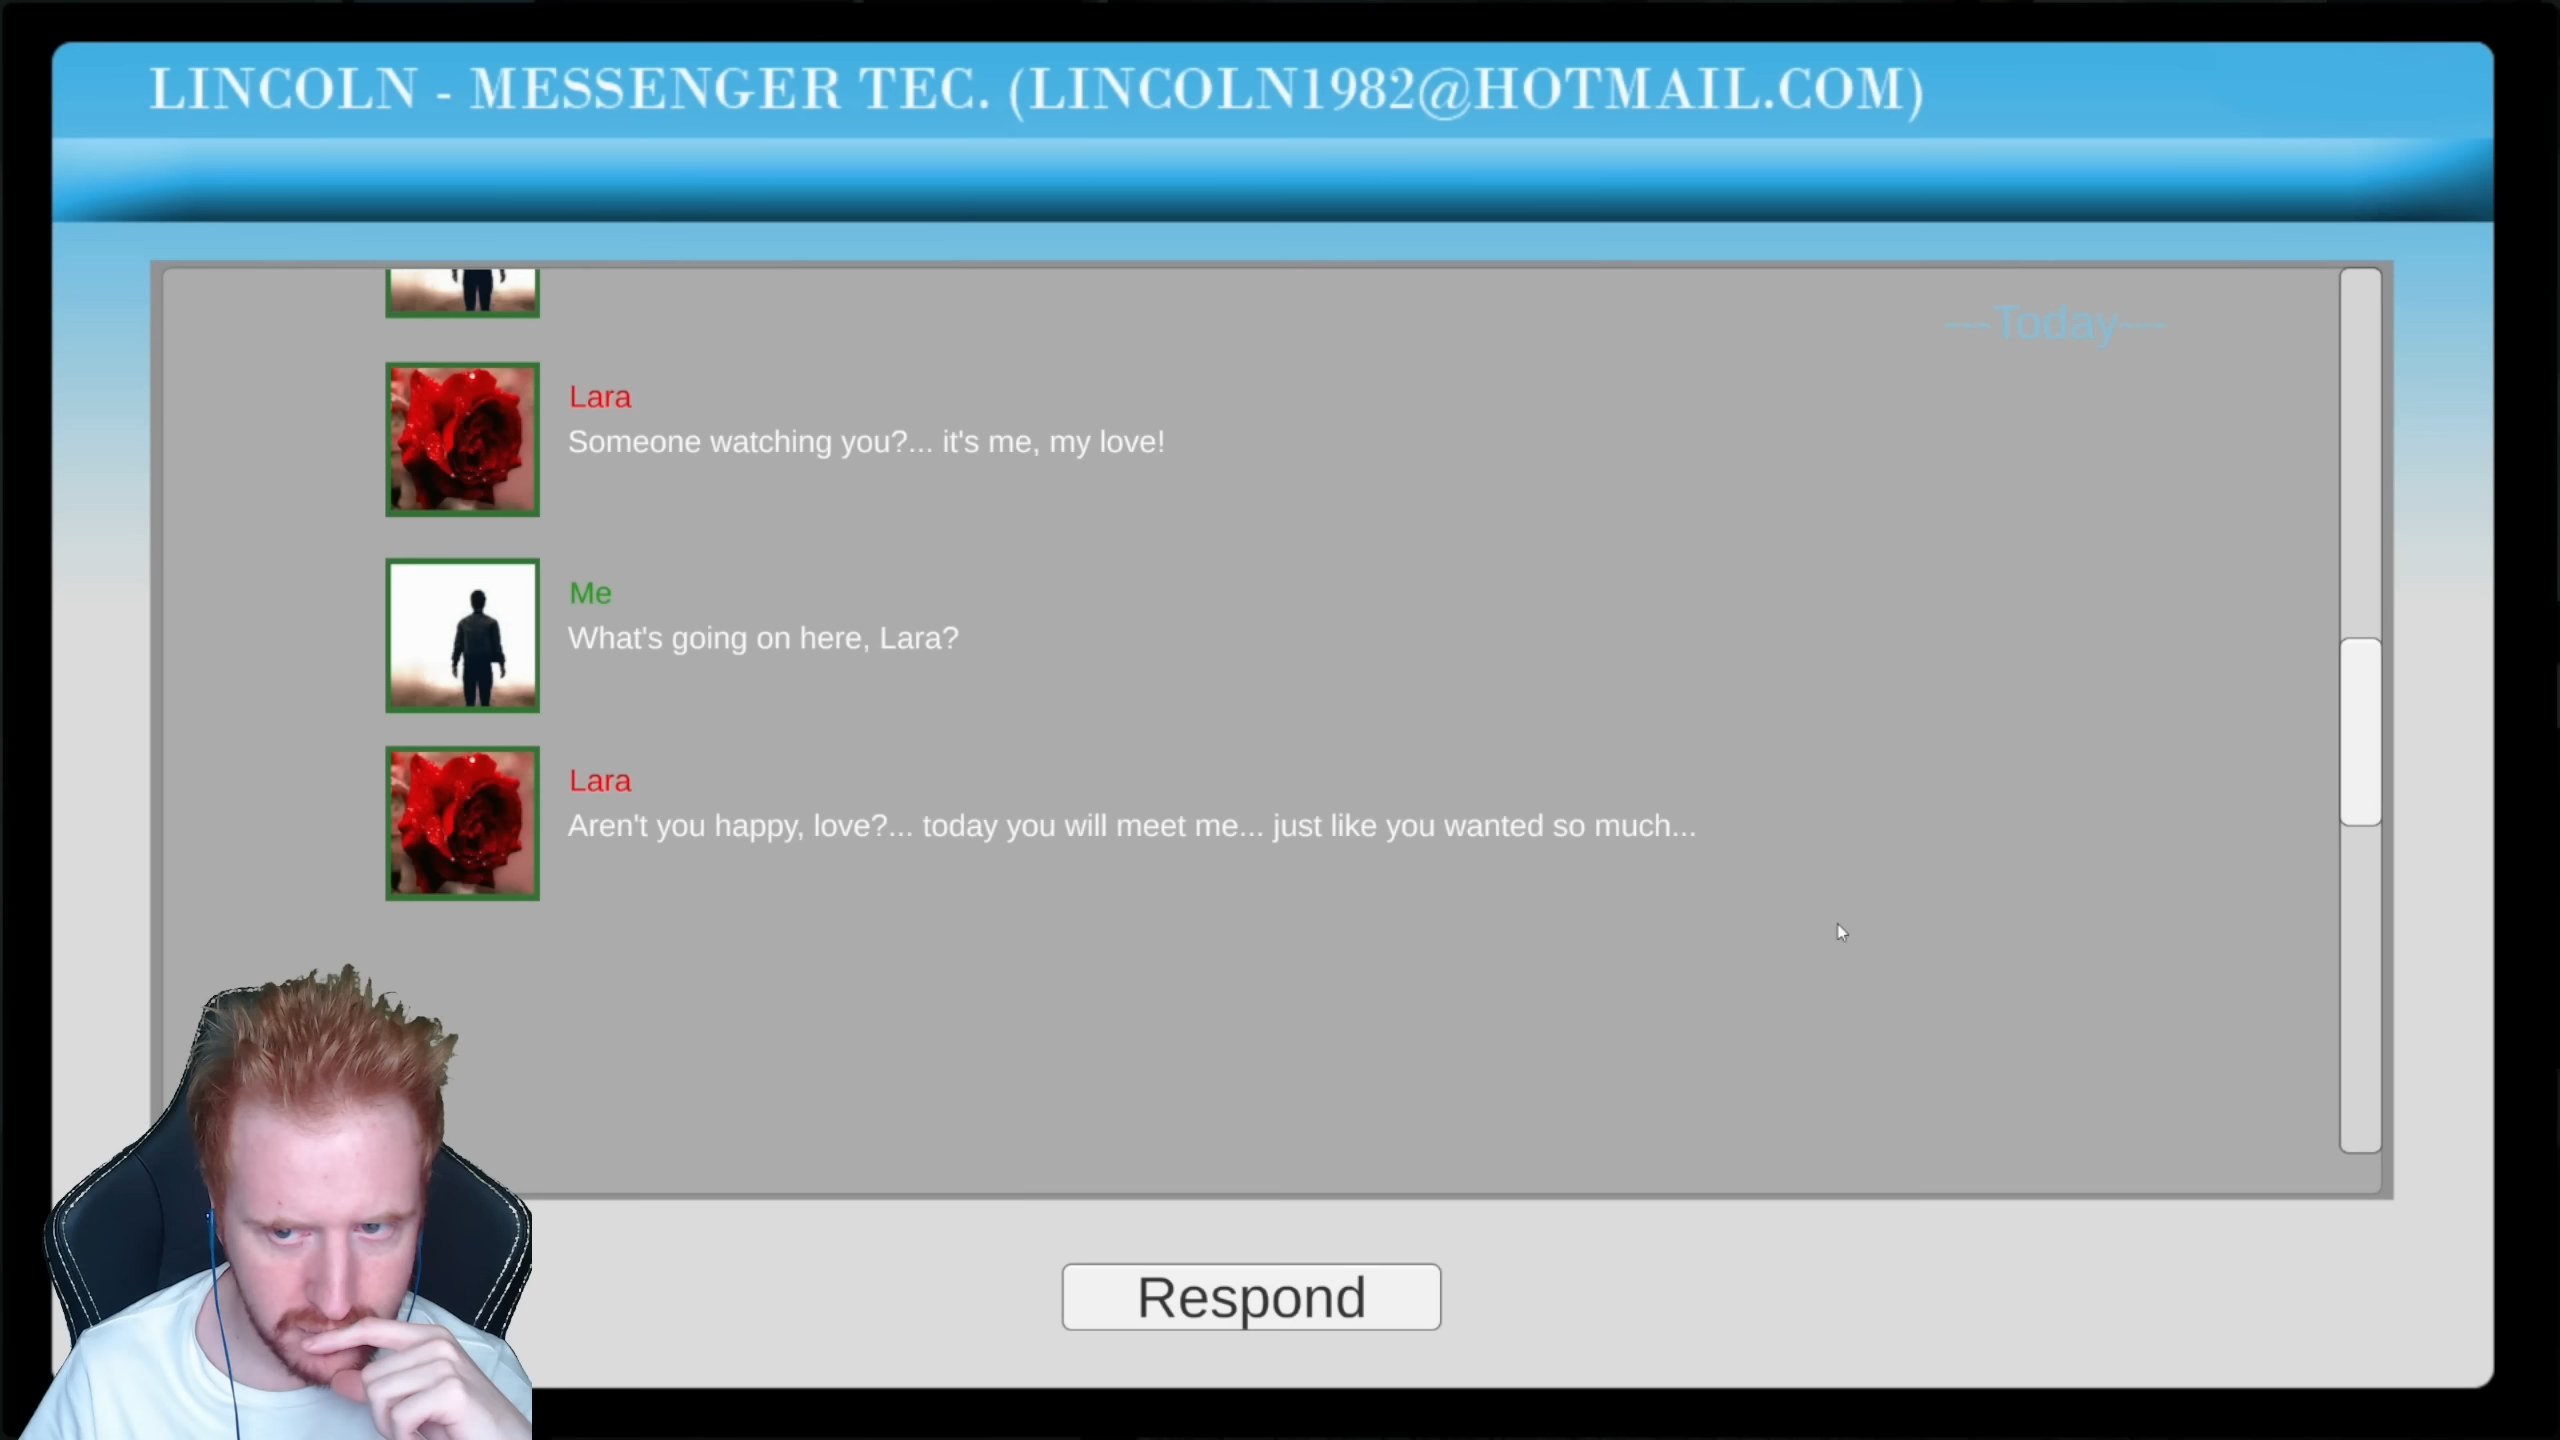 LINCOLN - MESSENGER TEC. (LINCOLN1982@HOTMAIL.COM)
---Today---
Lara
Someone watching you?... it's me, my love!
Me
What's going on here, Lara?
Lara
Aren't you happy, love?... today you will meet me... just like you wanted so much...
Respond